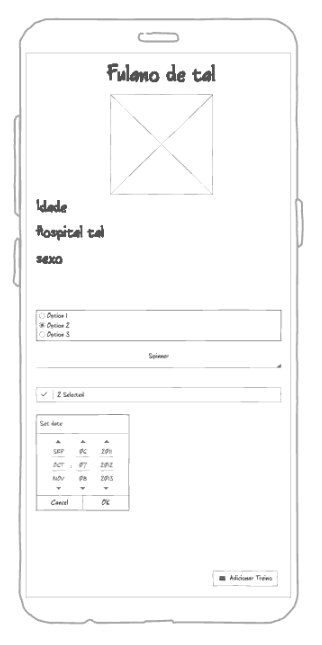 Fulano de tal
Idade
Hospital tal
sexo
Option 1
Option 2
Option 3
Spinner
2 Selected
Set date
SEP 06 2011
OCT 07 2012
NOV 08 2013
Cancel OK
Adicionar Treino